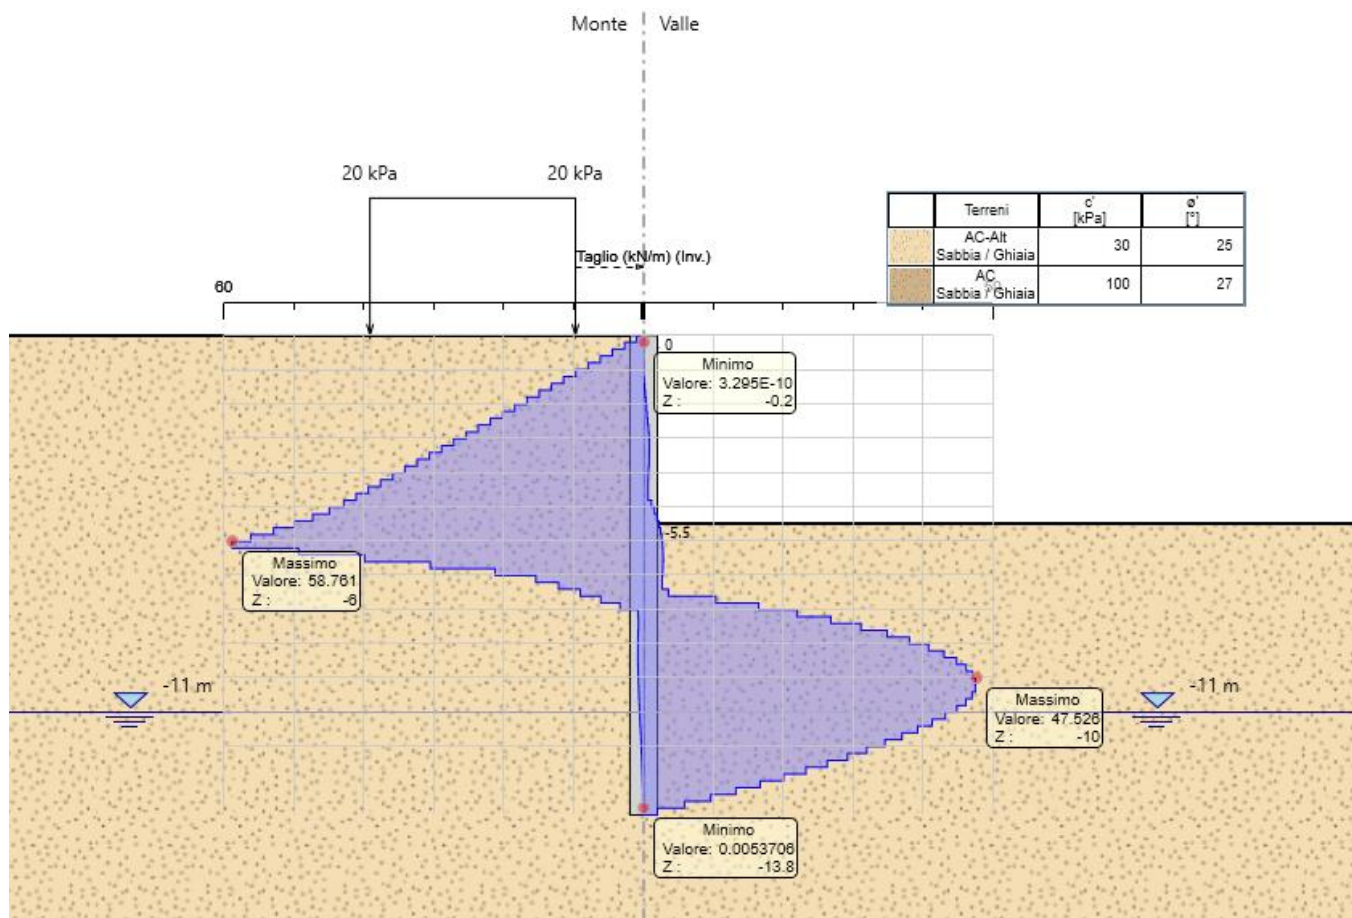 Monte Valle
20 kPa 20 kPa
Terreni c' ø'
[kPa] [°]
AC-Alt
Sabbia / Ghiaia 30 25
AC
Sabbia / Ghiaia 100 27
Taglio (kN/m) (Inv.)
60
0
Minimo
Valore: 3.295E-10
Z : -0.2
-5.5
Massimo
Valore: 58.761
Z : -6
-11 m
-11 m
Massimo
Valore: 47.526
Z : -10
Minimo
Valore: 0.0053706
Z : -13.8